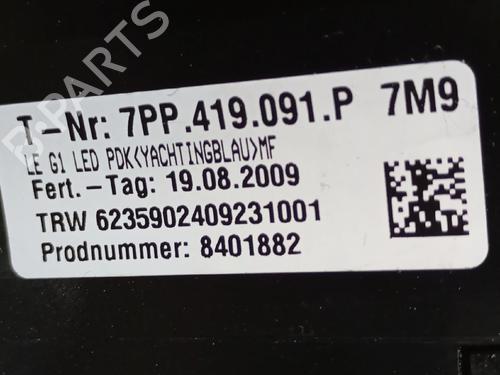 T-Nr: 7PP.419.091.P 7M9
LE G1 LED PDK<YACHTINGBLAU>MF
Fert.-Tag: 19.08.2009
TRW 6235902409231001
Prodnummer: 8401882